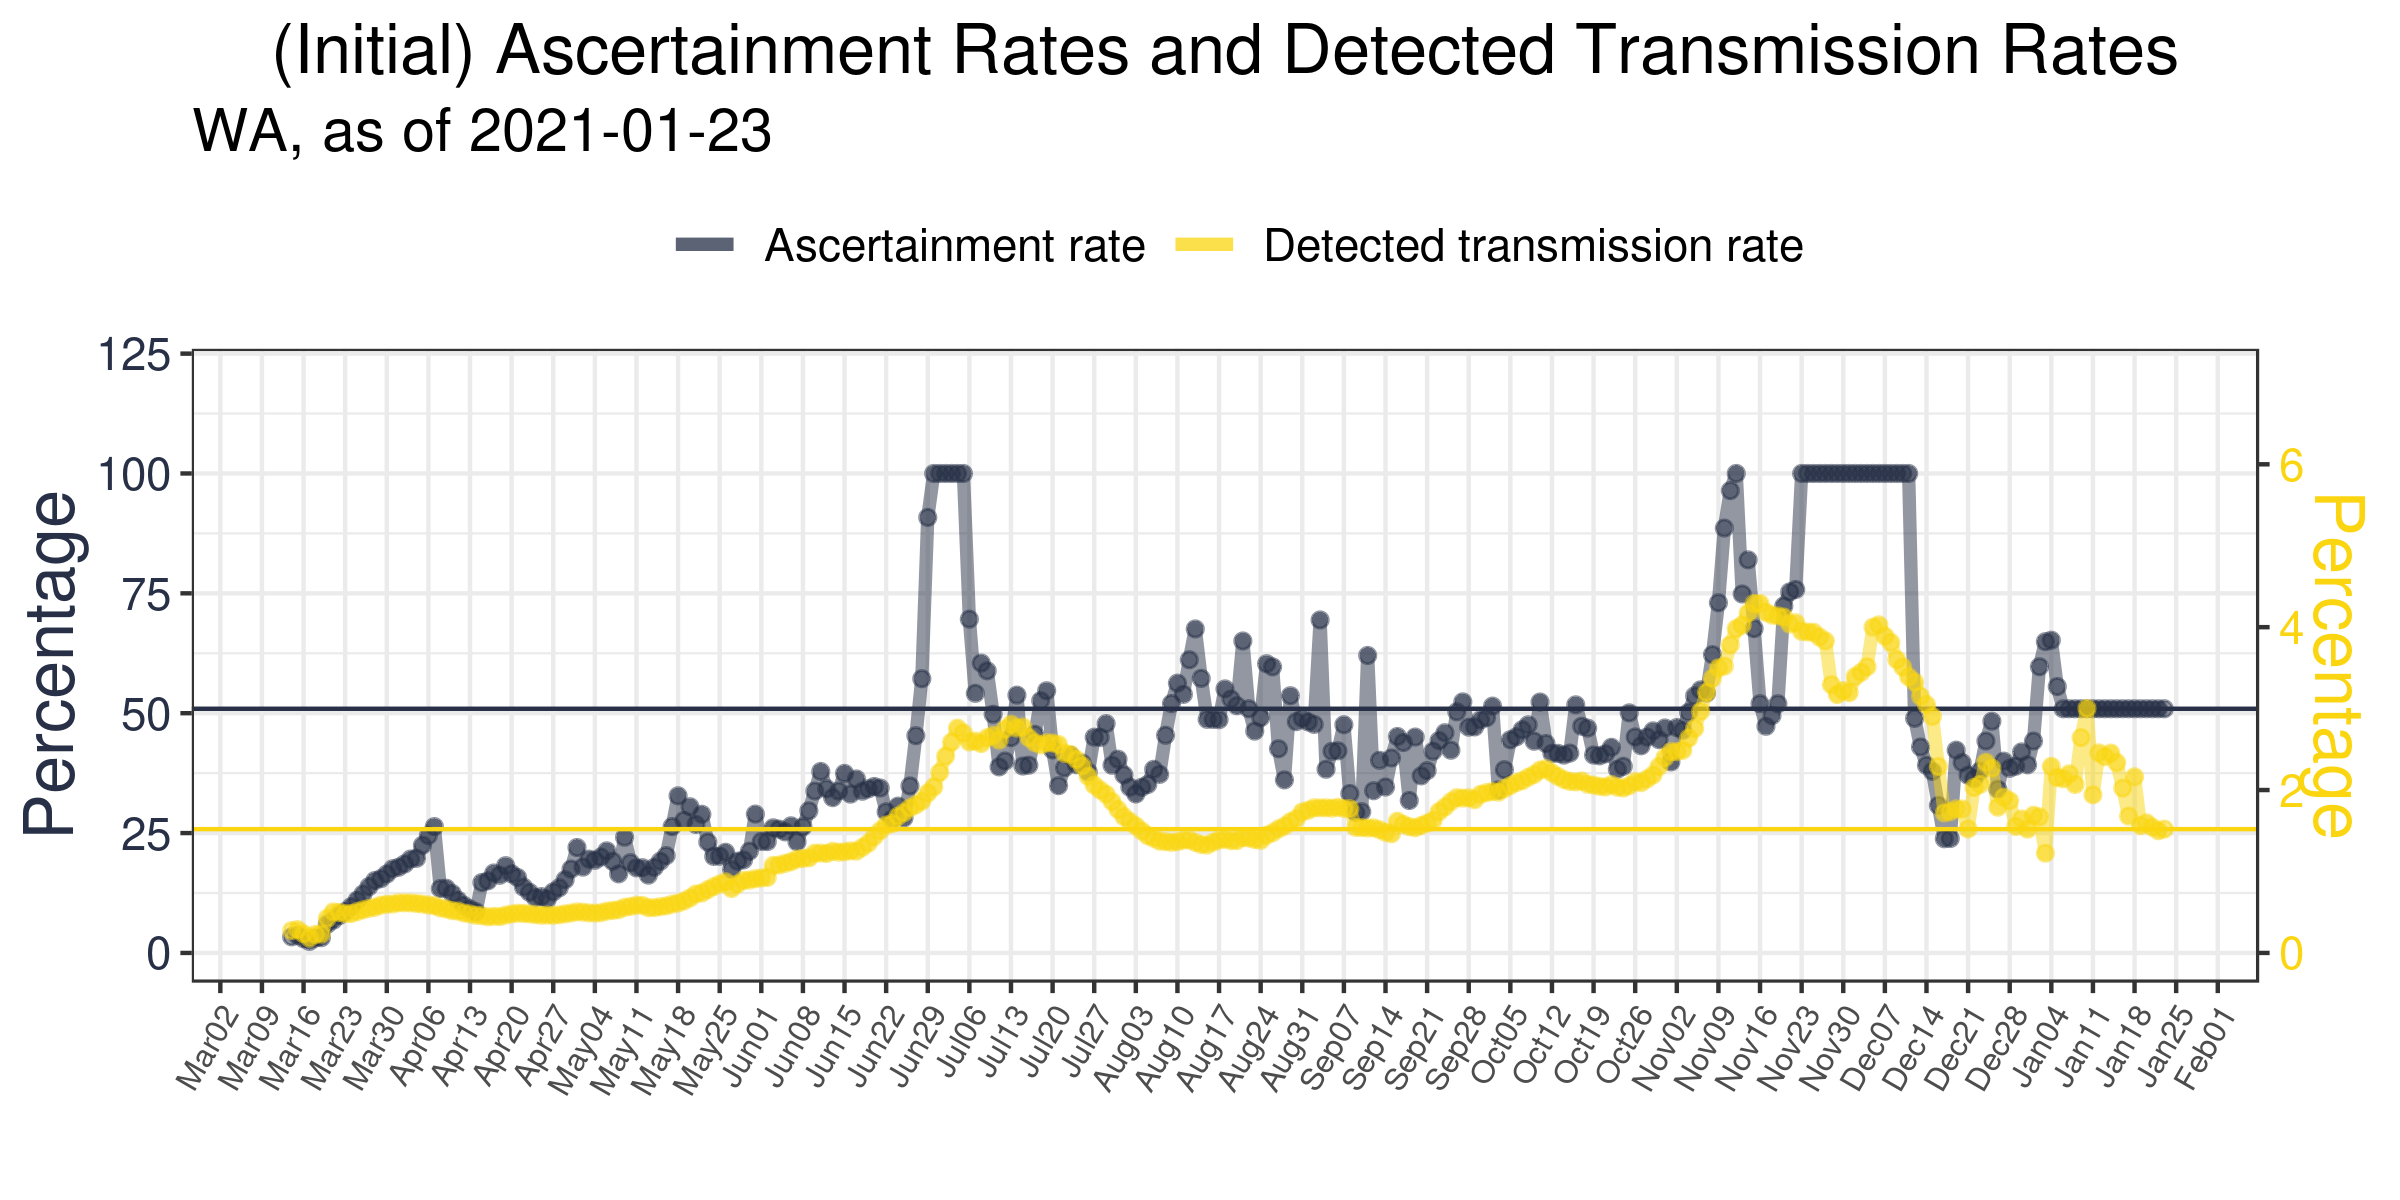 (Initial) Ascertainment Rates and Detected Transmission Rates
WA, as of 2021-01-23
Ascertainment rate
Detected transmission rate
Percentage
125
100
75
50
25
0
6
4
2
0
Percentage
Mar02
Mar09
Mar16
Mar23
Mar30
Apr06
Apr13
Apr20
Apr27
May04
May11
May18
May25
Jun01
Jun08
Jun15
Jun22
Jun29
Jul06
Jul13
Jul20
Jul27
Aug03
Aug10
Aug17
Aug24
Aug31
Sep07
Sep14
Sep21
Sep28
Oct05
Oct12
Oct19
Oct26
Nov02
Nov09
Nov16
Nov23
Nov30
Dec07
Dec14
Dec21
Dec28
Jan04
Jan11
Jan18
Jan25
Feb01